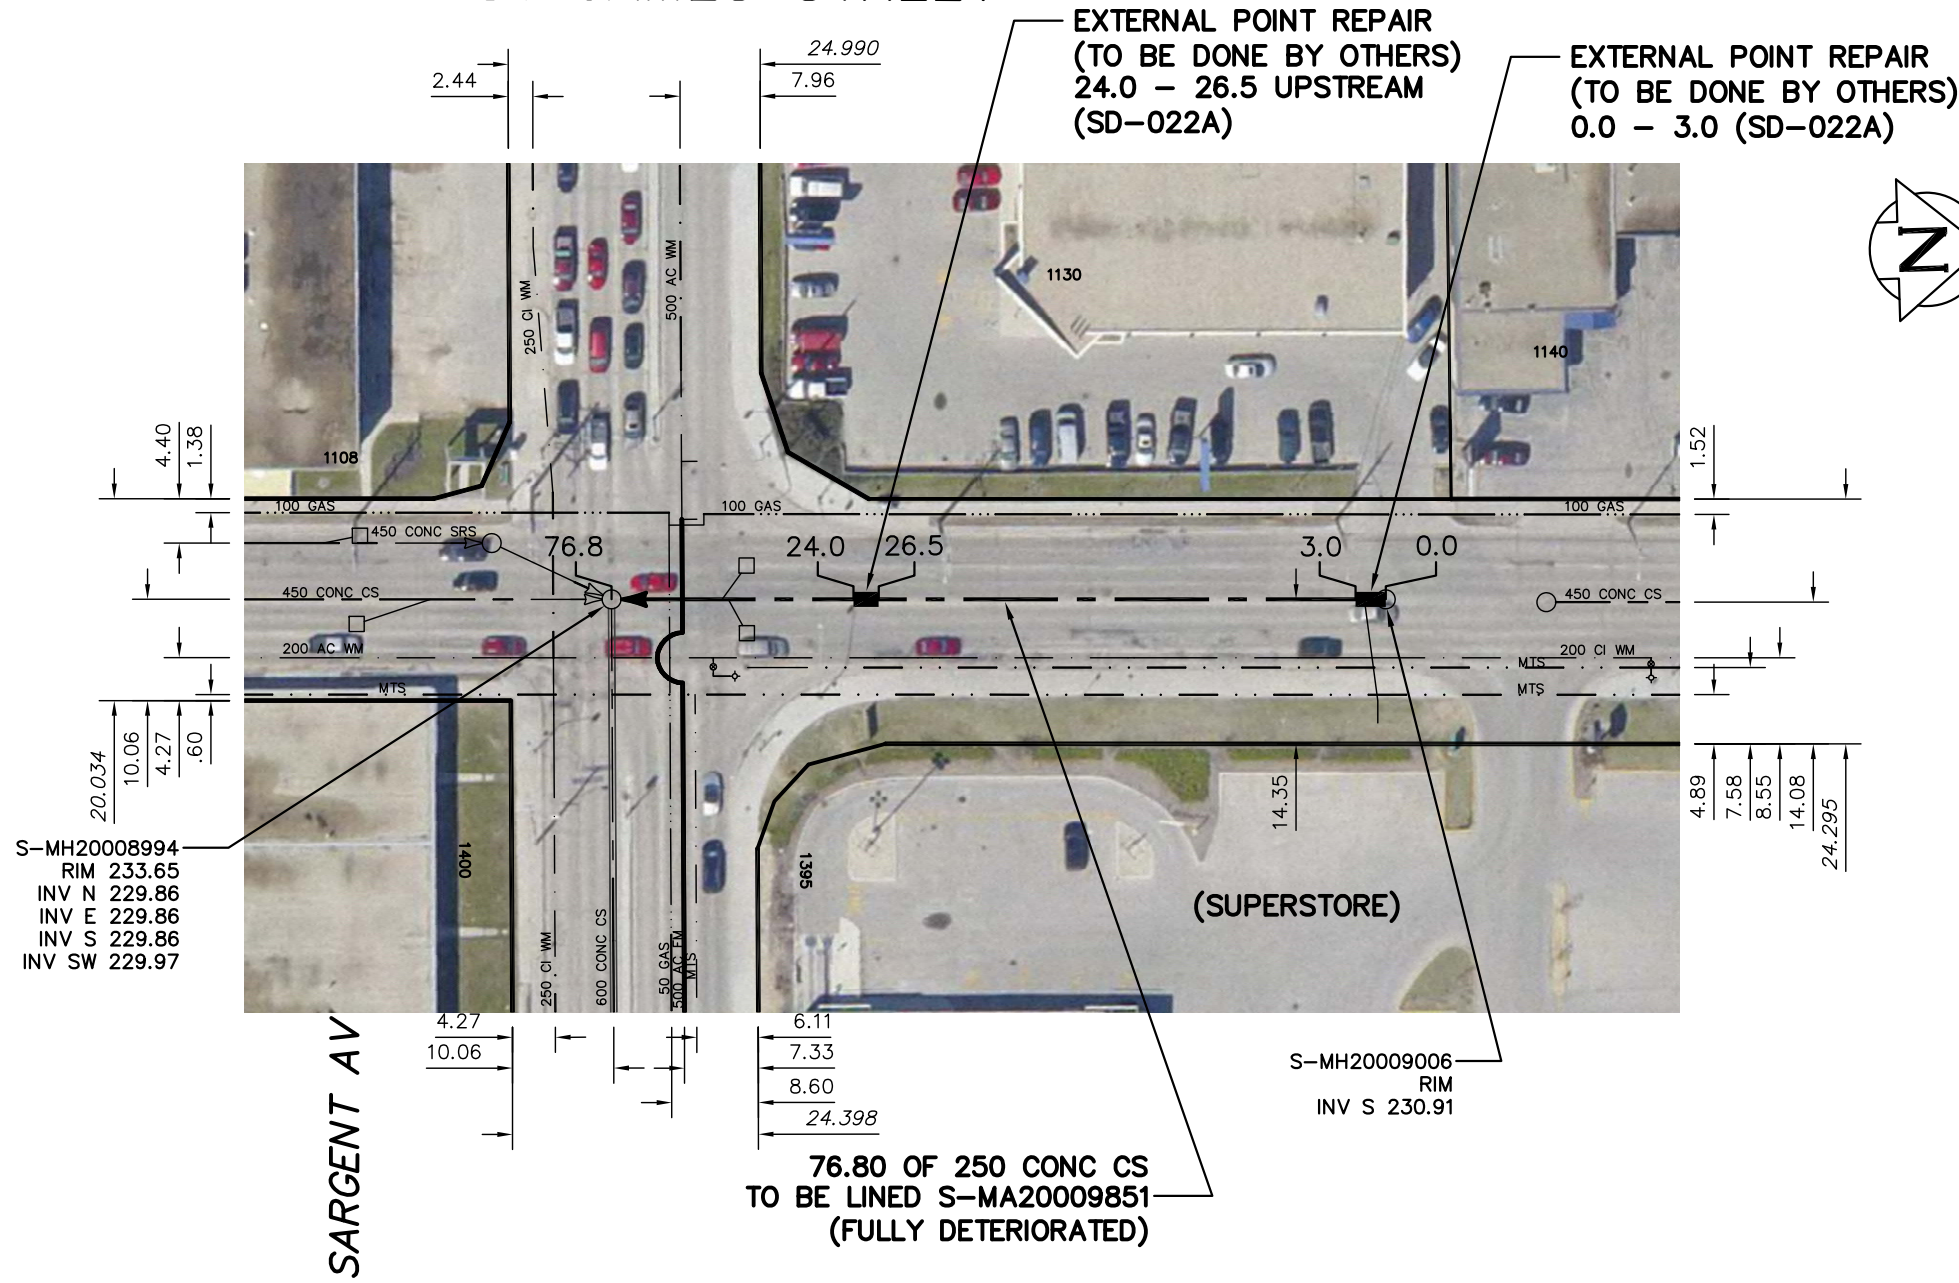 EXTERNAL POINT REPAIR
(TO BE DONE BY OTHERS)
24.0 – 26.5 UPSTREAM
(SD–022A)
EXTERNAL POINT REPAIR
(TO BE DONE BY OTHERS)
0.0 – 3.0 (SD–022A)
24.990
2.44
7.96
N
250 CI WM
500 AC WM
1130
1140
1108
4.40
1.38
1.52
100 GAS
100 GAS
100 GAS
450 CONC SRS
76.8
24.0
26.5
3.0
0.0
450 CONC CS
450 CONC CS
200 AC WM
200 CI WM
MTS
MTS
MTS
20.034
10.06
4.27
.60
14.35
4.89
7.58
8.55
14.08
24.295
S–MH20008994
RIM 233.65
INV N 229.86
INV E 229.86
INV S 229.86
INV SW 229.97
1400
1395
(SUPERSTORE)
250 CI WM
600 CONC CS
50 GAS
500 AC FM
MTS
4.27
10.06
6.11
7.33
8.60
24.398
SARGENT AV
S–MH20009006
RIM
INV S 230.91
76.80 OF 250 CONC CS
TO BE LINED S–MA20009851
(FULLY DETERIORATED)